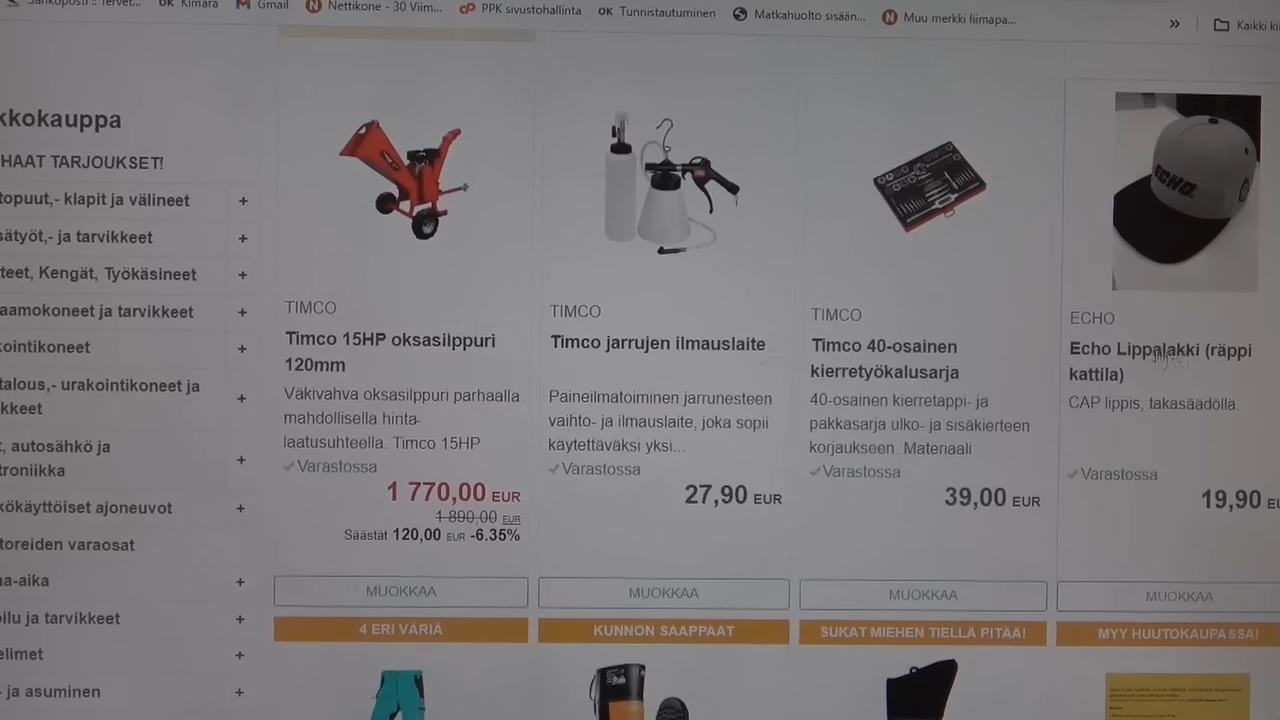 Kimara
Gmail
Nettikone - 30 Viim...
PPK sivustohallinta
OK Tunnistautuminen
Matkahuolto sisään...
Muu merkki liimapa...
»
Kaikki
kkokauppa
HAAT TARJOUKSET!
topuut,- klapit ja välineet +
sätyöt,- ja tarvikkeet +
teet, Kengät, Työkäsineet +
aamokoneet ja tarvikkeet +
kointikoneet +
talous,- urakointikoneet ja
kkeet +
t, autosähkö ja
troniikka +
kökäyttöiset ajoneuvot +
toreiden varaosat
a-aika +
oilu ja tarvikkeet +
elimet +
- ja asuminen +
TIMCO
Timco 15HP oksasilppuri
120mm
Väkivahva oksasilppuri parhaalla
mahdollisella hinta-
laatusuhteella. Timco 15HP
Varastossa
1 770,00 EUR
1 890,00 EUR
Säästät 120,00 EUR -6.35%
MUOKKAA
4 ERI VÄRIÄ
TIMCO
Timco jarrujen ilmauslaite
Paineilmatoiminen jarrunesteen
vaihto- ja ilmauslaite, joka sopii
käytettäväksi yksi...
Varastossa
27,90 EUR
MUOKKAA
KUNNON SAAPPAAT
TIMCO
Timco 40-osainen
kierretyökalusarja
40-osainen kierretappi- ja
pakkasarja ulko- ja sisäkierteen
korjaukseen. Materiaali
Varastossa
39,00 EUR
MUOKKAA
SUKAT MIEHEN TIELLÄ PITÄÄ!
ECHO
ECHO
Echo Lippalakki (räppi
kattila)
CAP lippis, takasäädöllä.
Varastossa
19,90 EU
MUOKKAA
MYY HUUTOKAUPASSA!